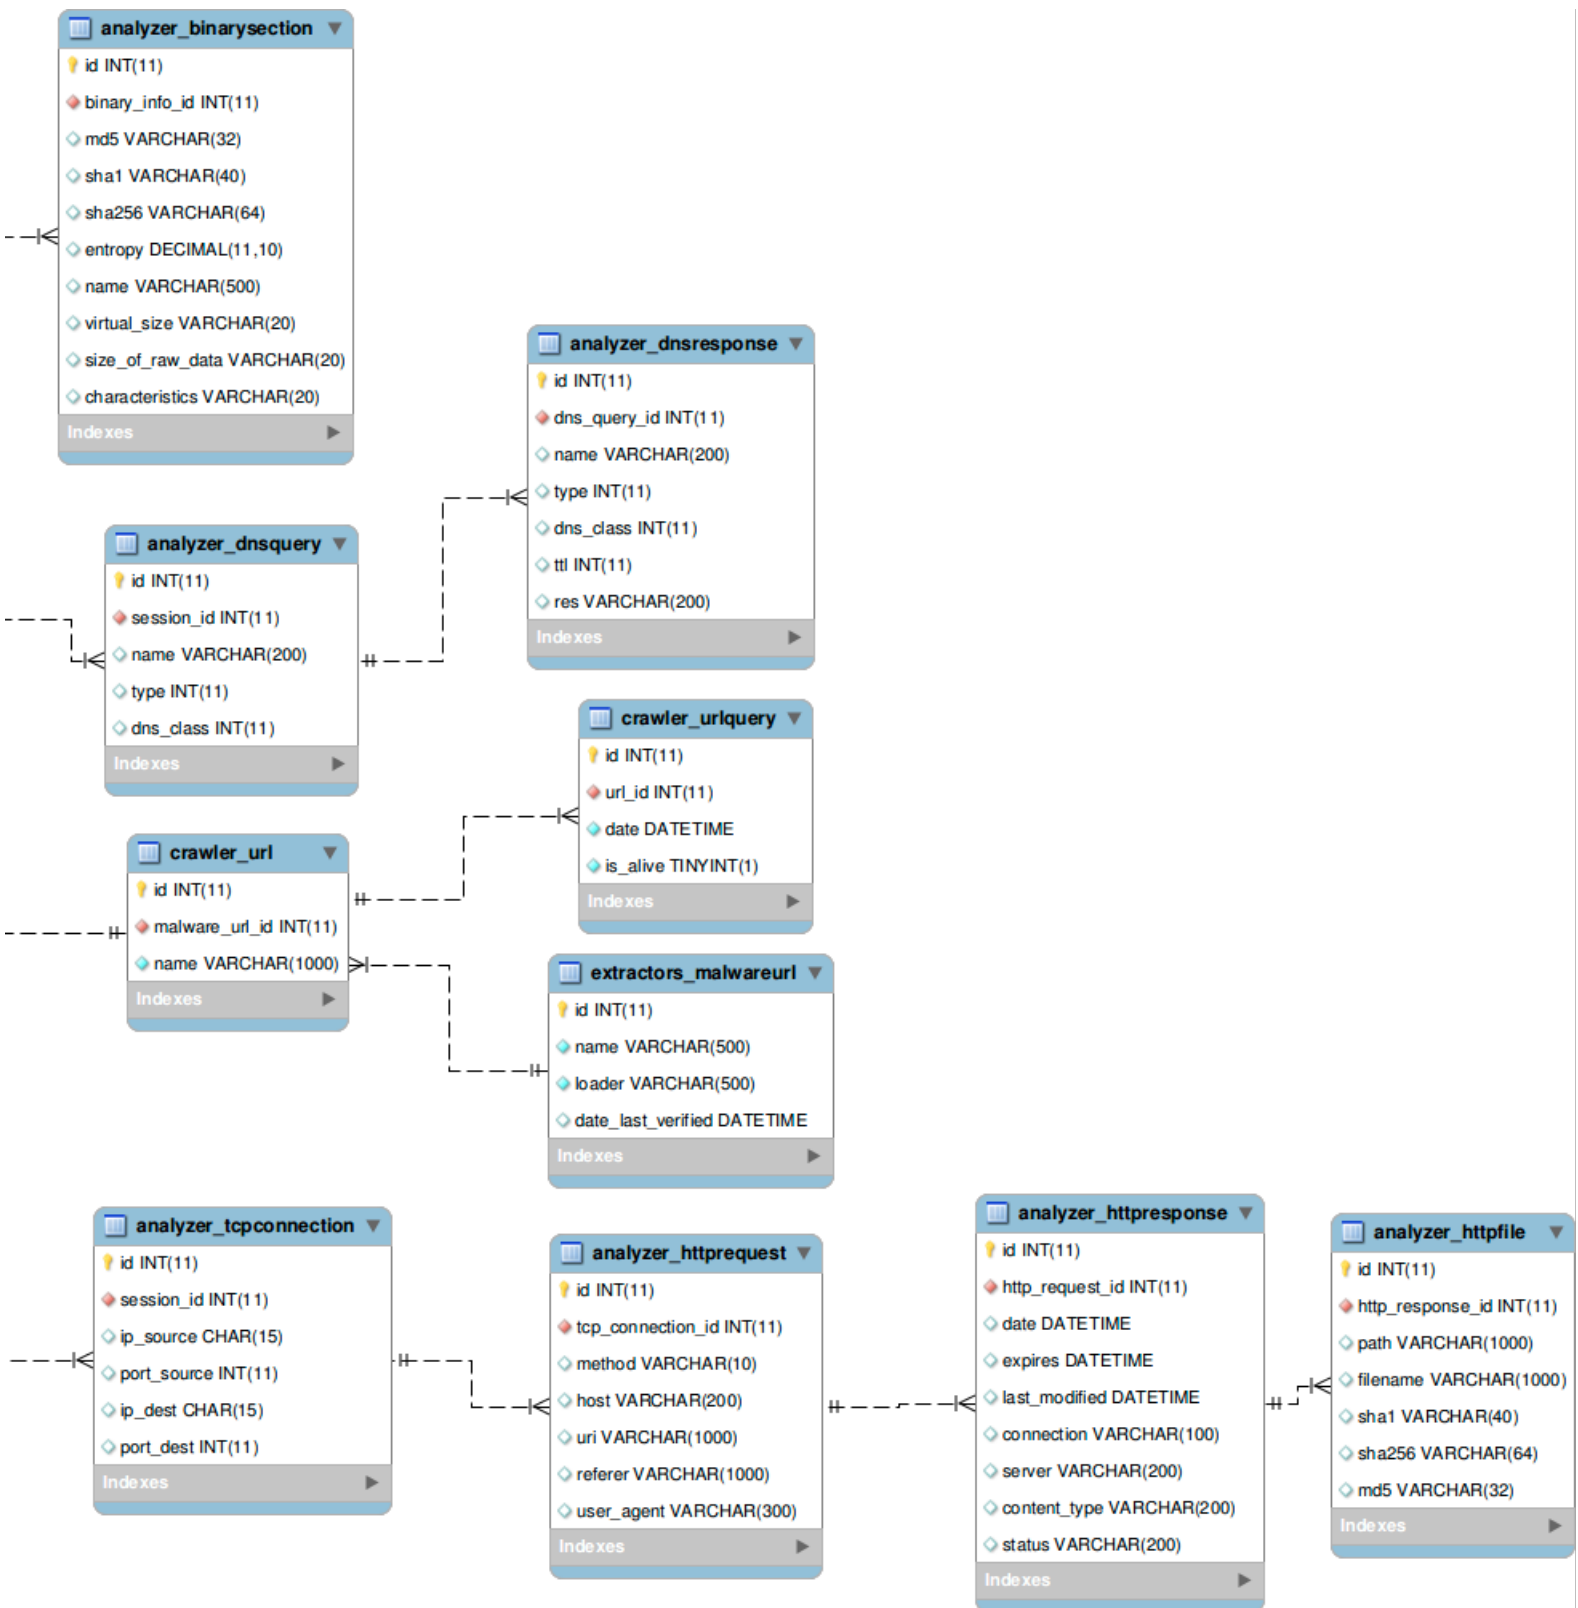 analyzer_binarysection
id INT(11)
binary_info_id INT(11)
md5 VARCHAR(32)
sha1 VARCHAR(40)
sha256 VARCHAR(64)
entropy DECIMAL(11,10)
name VARCHAR(500)
virtual_size VARCHAR(20)
size_of_raw_data VARCHAR(20)
characteristics VARCHAR(20)
Indexes
analyzer_dnsresponse
id INT(11)
dns_query_id INT(11)
name VARCHAR(200)
type INT(11)
dns_class INT(11)
ttl INT(11)
res VARCHAR(200)
Indexes
analyzer_dnsquery
id INT(11)
session_id INT(11)
name VARCHAR(200)
type INT(11)
dns_class INT(11)
Indexes
crawler_urlquery
id INT(11)
url_id INT(11)
date DATETIME
is_alive TINYINT(1)
Indexes
crawler_url
id INT(11)
malware_url_id INT(11)
name VARCHAR(1000)
Indexes
extractors_malwareurl
id INT(11)
name VARCHAR(500)
loader VARCHAR(500)
date_last_verified DATETIME
Indexes
analyzer_tcpconnection
id INT(11)
session_id INT(11)
ip_source CHAR(15)
port_source INT(11)
ip_dest CHAR(15)
port_dest INT(11)
Indexes
analyzer_httprequest
id INT(11)
tcp_connection_id INT(11)
method VARCHAR(10)
host VARCHAR(200)
uri VARCHAR(1000)
referer VARCHAR(1000)
user_agent VARCHAR(300)
Indexes
analyzer_httpresponse
id INT(11)
http_request_id INT(11)
date DATETIME
expires DATETIME
last_modified DATETIME
connection VARCHAR(100)
server VARCHAR(200)
content_type VARCHAR(200)
status VARCHAR(200)
Indexes
analyzer_httpfile
id INT(11)
http_response_id INT(11)
path VARCHAR(1000)
filename VARCHAR(1000)
sha1 VARCHAR(40)
sha256 VARCHAR(64)
md5 VARCHAR(32)
Indexes